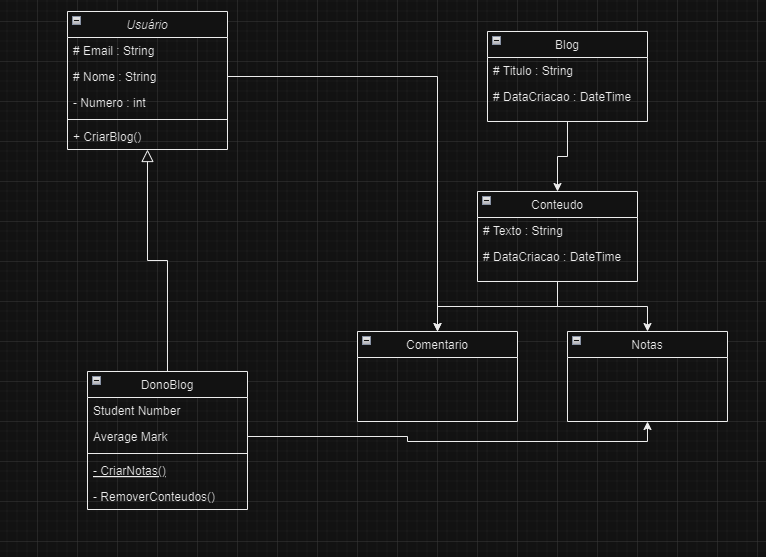 Usuário
# Email : String
# Nome : String
- Numero : int
+ CriarBlog()
Blog
# Titulo : String
# DataCriacao : DateTime
Conteudo
# Texto : String
# DataCriacao : DateTime
Comentario
Notas
DonoBlog
Student Number
Average Mark
- CriarNotas()
- RemoverConteudos()